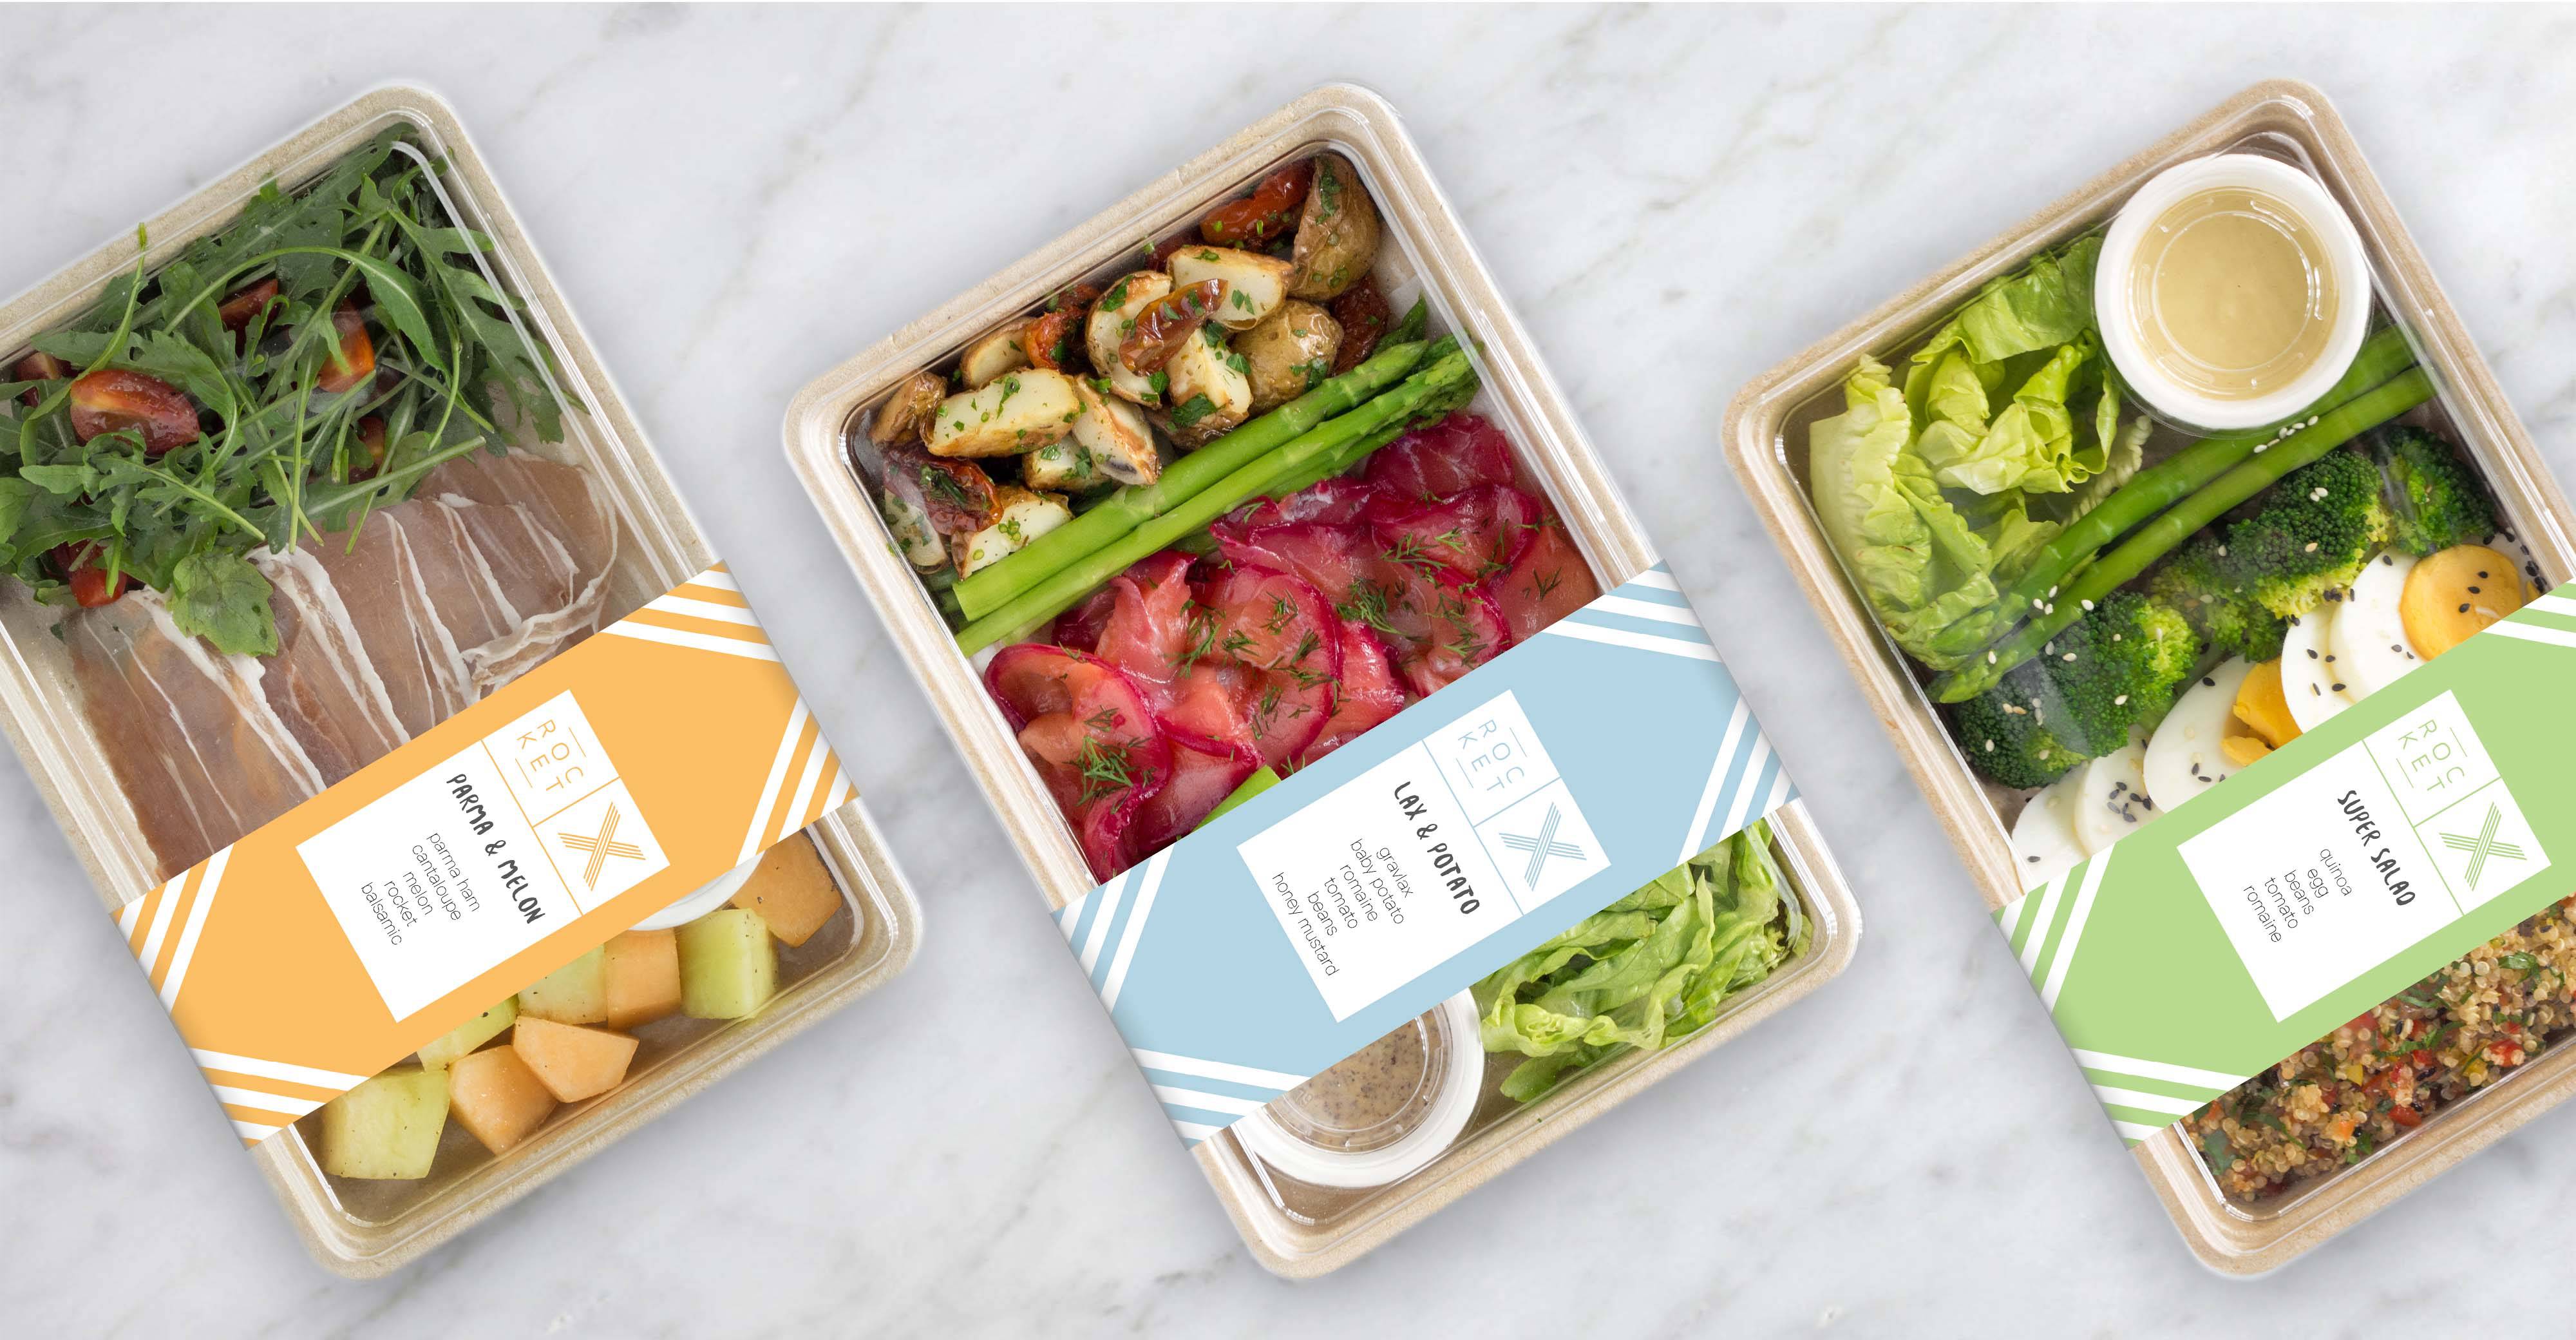 ROC
KET
PARMA & MELON
parma ham
cantaloupe
melon
rocket
balsamic
ROC
KET
LAX & POTATO
gravlax
baby potato
romaine
tomato
beans
honey mustard
ROC
KET
SUPER SALAD
quinoa
egg
beans
tomato
romaine